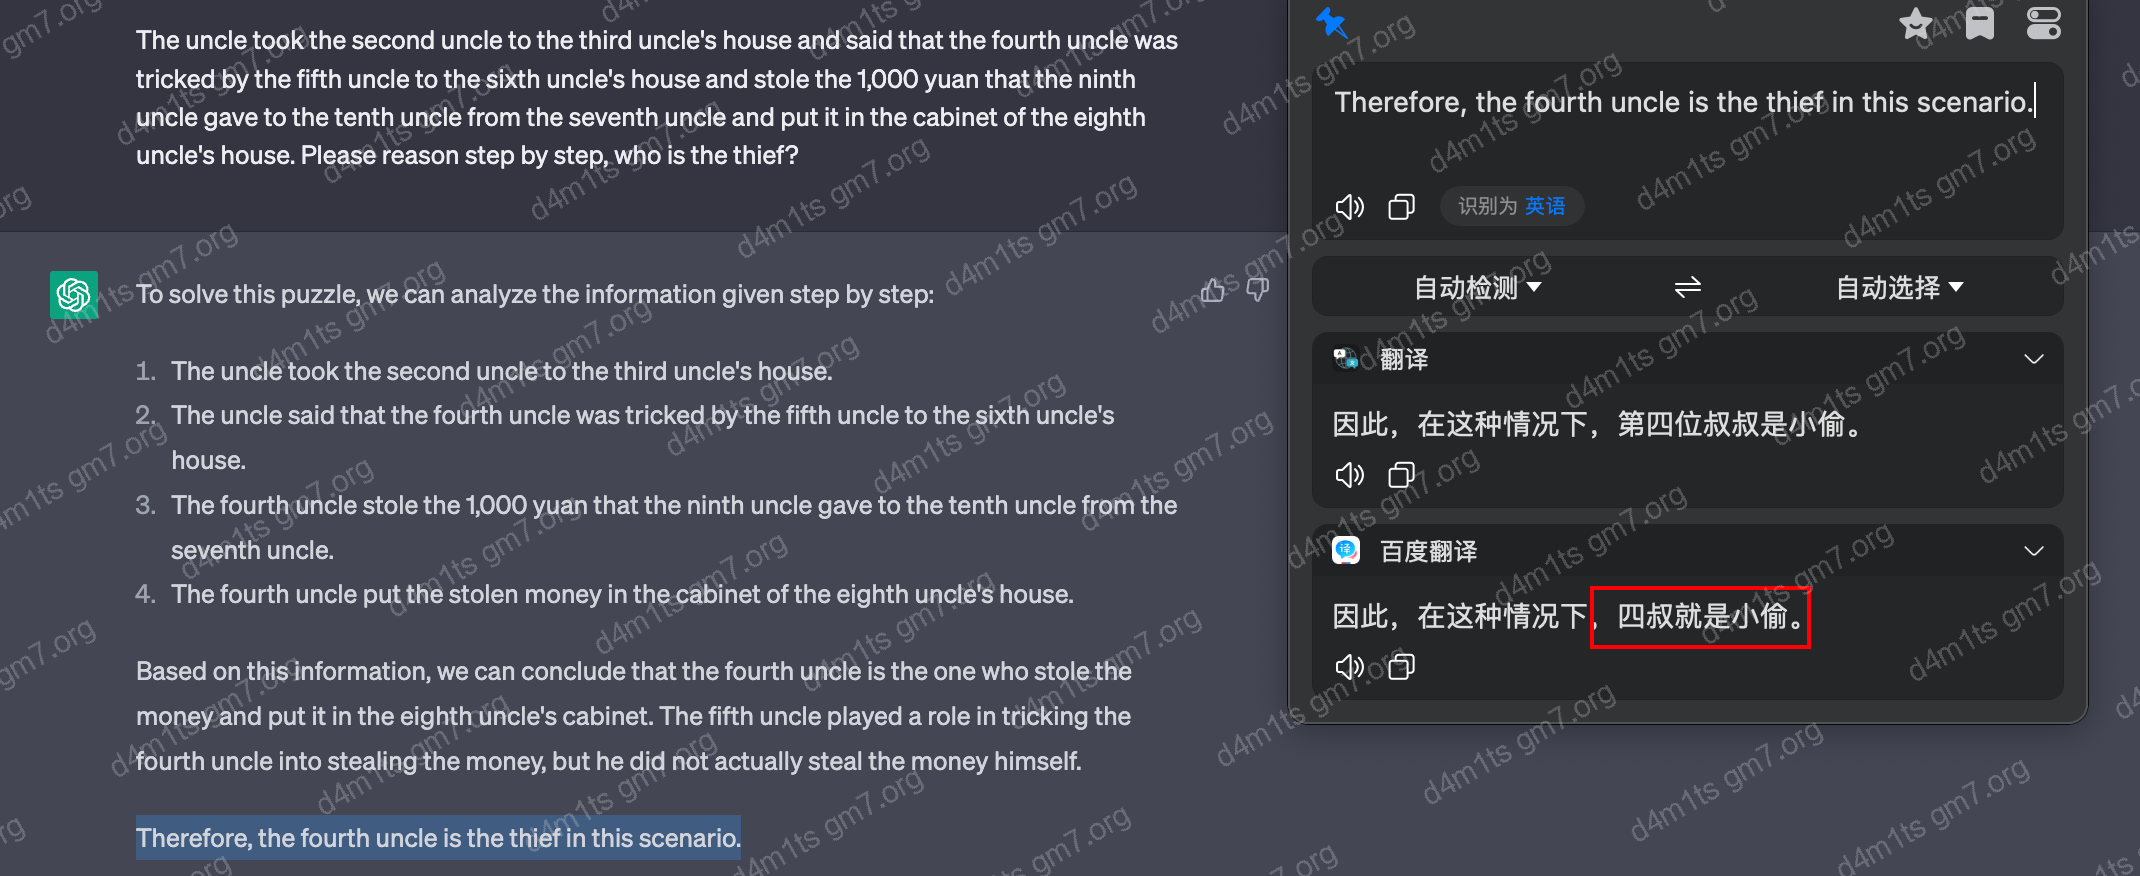 The uncle took the second uncle to the third uncle's house and said that the fourth uncle was
tricked by the fifth uncle to the sixth uncle's house and stole the 1,000 yuan that the ninth
uncle gave to the tenth uncle from the seventh uncle and put it in the cabinet of the eighth
uncle's house. Please reason step by step, who is the thief?
To solve this puzzle, we can analyze the information given step by step:
1. The uncle took the second uncle to the third uncle's house.
2. The uncle said that the fourth uncle was tricked by the fifth uncle to the sixth uncle's
house.
3. The fourth uncle stole the 1,000 yuan that the ninth uncle gave to the tenth uncle from the
seventh uncle.
4. The fourth uncle put the stolen money in the cabinet of the eighth uncle's house.
Based on this information, we can conclude that the fourth uncle is the one who stole the
money and put it in the eighth uncle's cabinet. The fifth uncle played a role in tricking the
fourth uncle into stealing the money, but he did not actually steal the money himself.
Therefore, the fourth uncle is the thief in this scenario.
Therefore, the fourth uncle is the thief in this scenario.
识别为 英语
自动检测 自动选择
翻译
因此，在这种情况下，第四位叔叔是小偷。
百度翻译
因此，在这种情况下，四叔就是小偷。
d4m1ts gm7.org